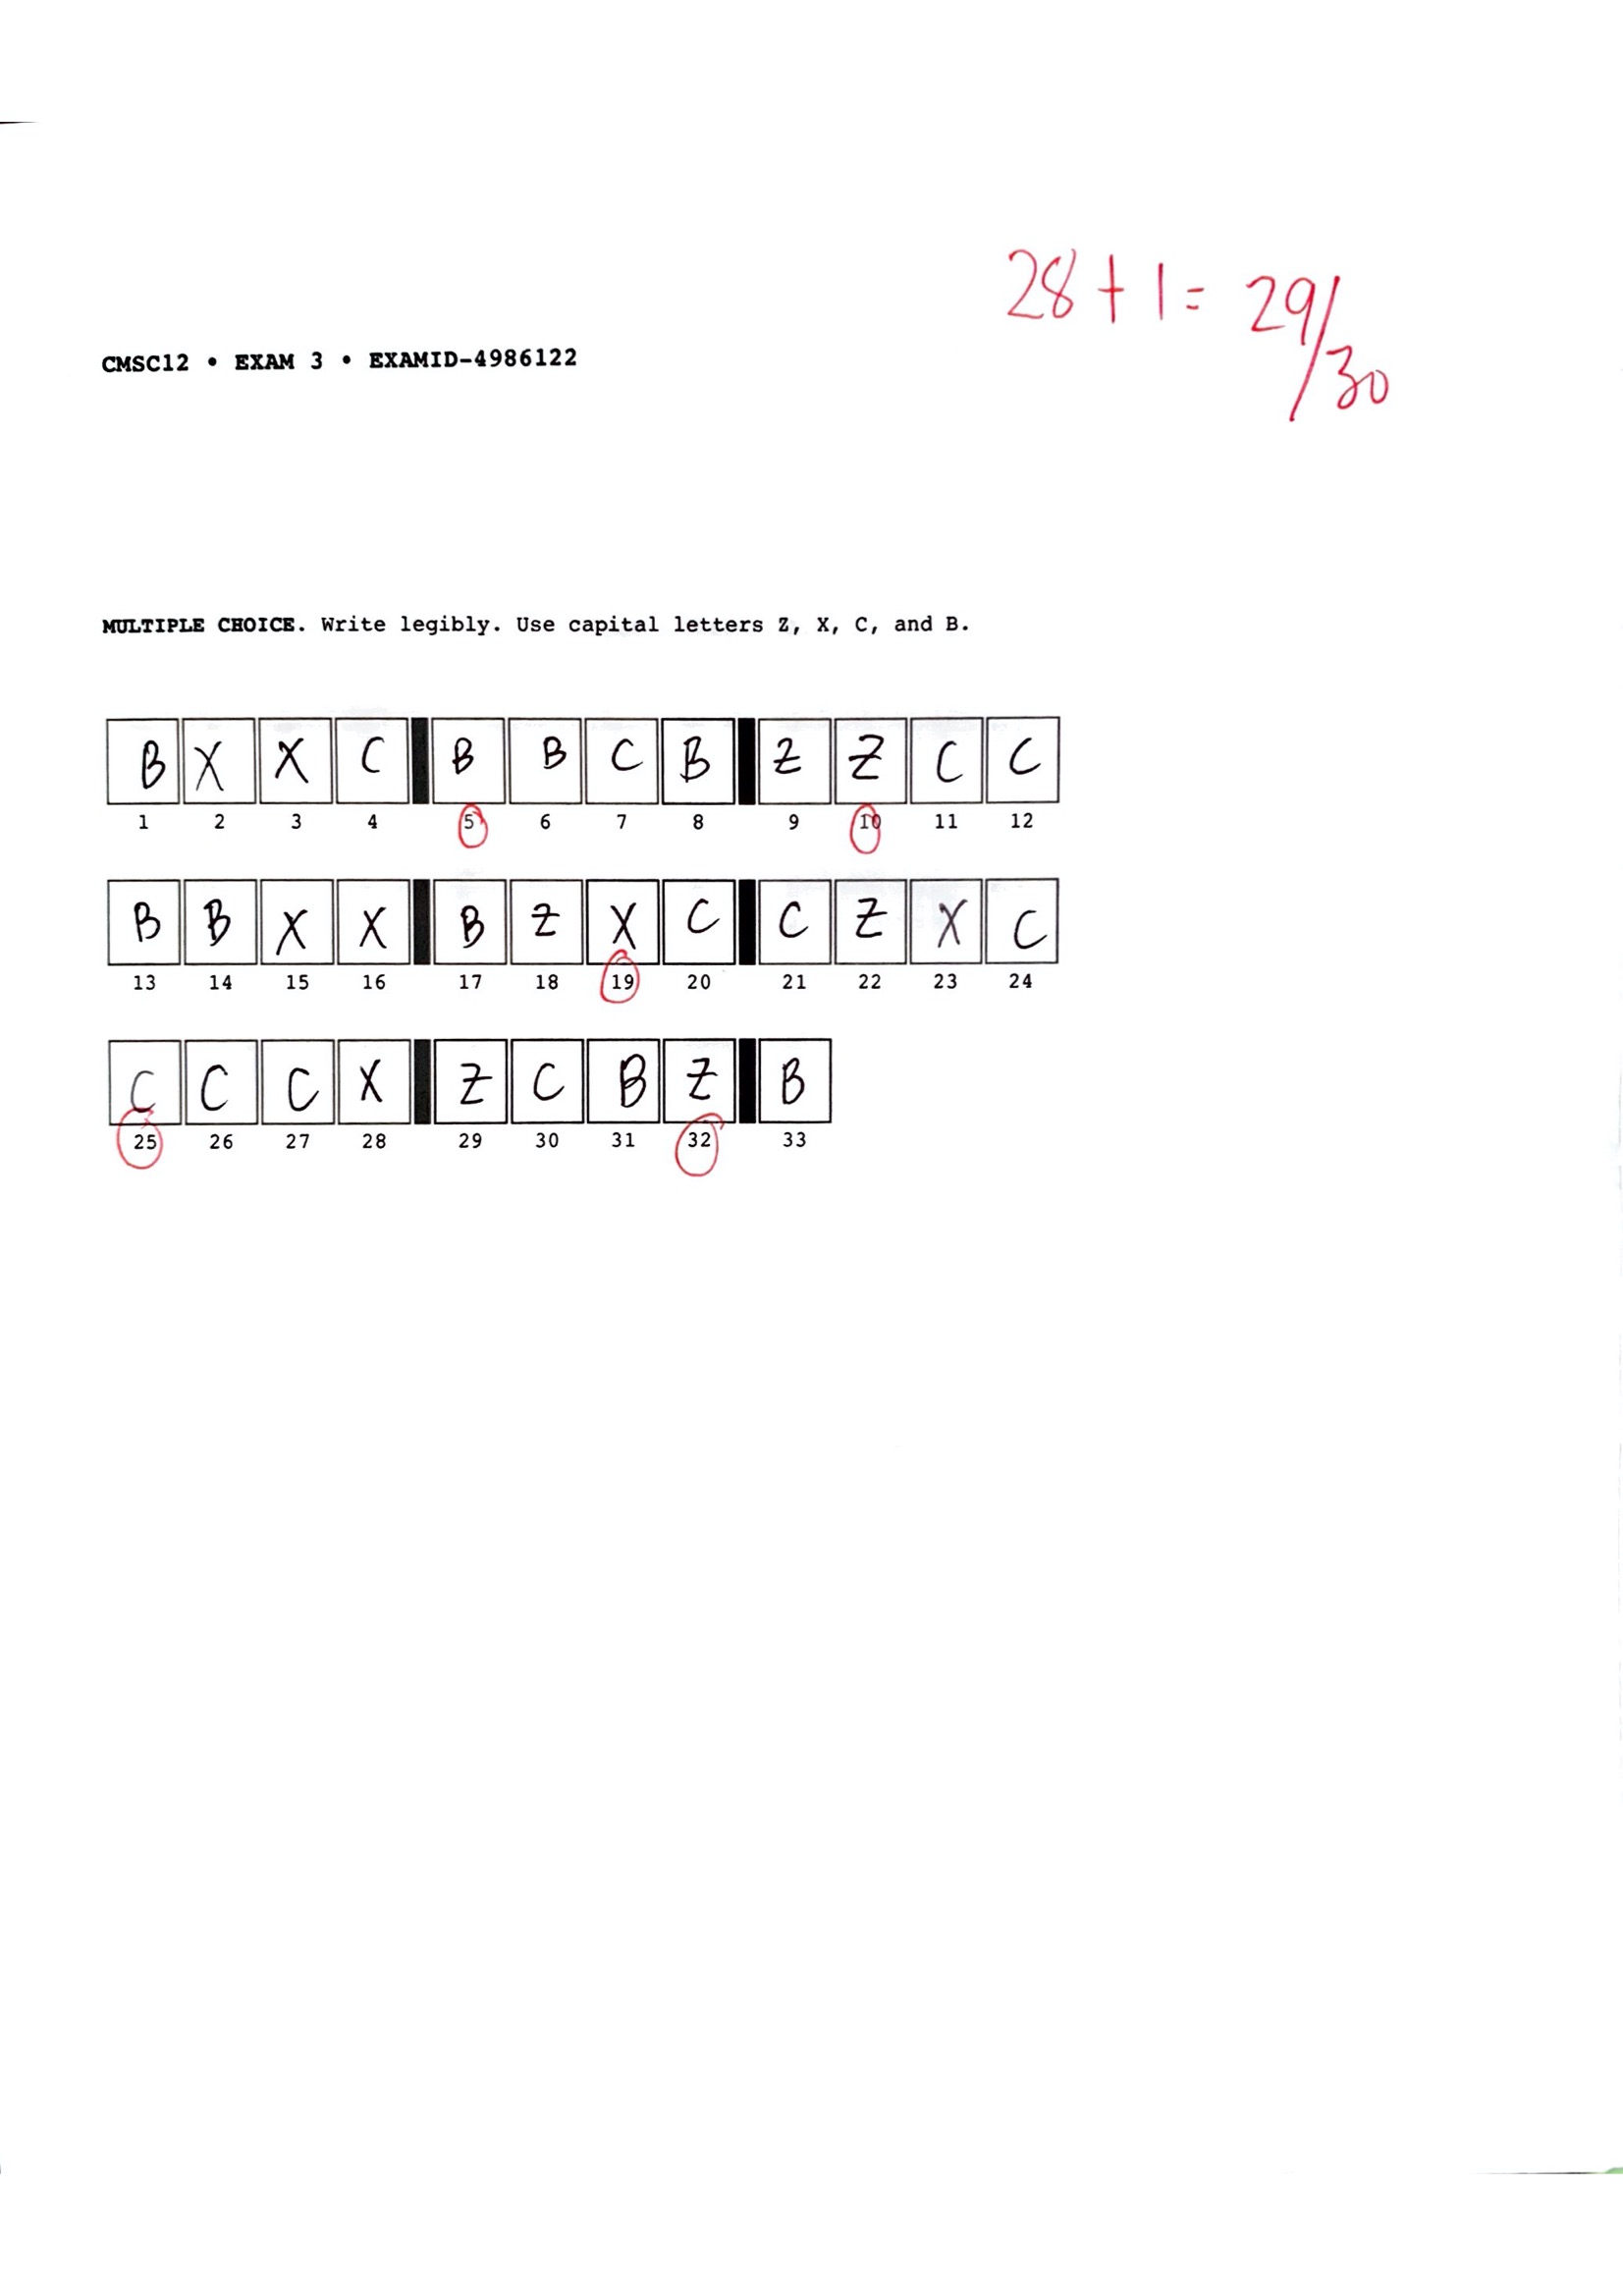 28 + 1 = 29/30
CMSC12 • EXAM 3 • EXAMID-4986122
MULTIPLE CHOICE. Write legibly. Use capital letters Z, X, C, and B.
B X X C B B C B Z Z C C
1 2 3 4 5 6 7 8 9 10 11 12
B B X X B Z X C C Z X C
13 14 15 16 17 18 19 20 21 22 23 24
C C C X Z C B Z B
25 26 27 28 29 30 31 32 33